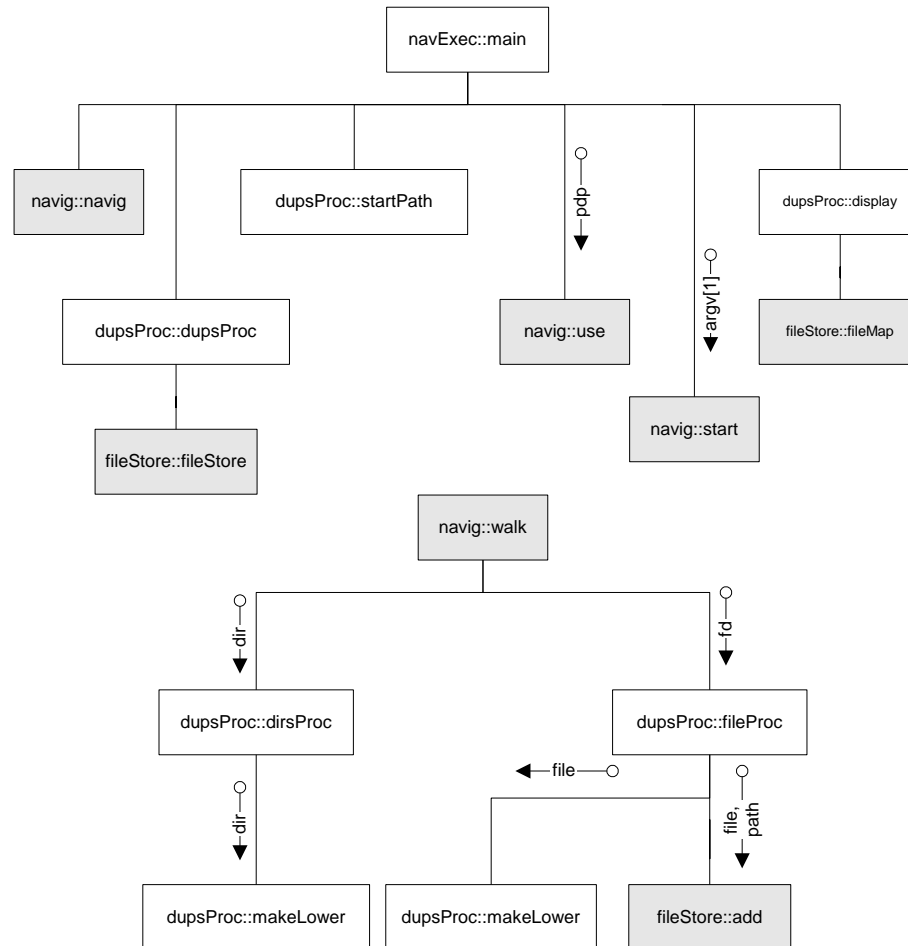 navExec::main
navig::navig
dupsProc::startPath
pdp
dupsProc::display
argv[1]
dupsProc::dupsProc
navig::use
fileStore::fileMap
navig::start
fileStore::fileStore
navig::walk
dir
fd
dupsProc::dirsProc
dupsProc::fileProc
file
dir
file,
path
dupsProc::makeLower
dupsProc::makeLower
fileStore::add